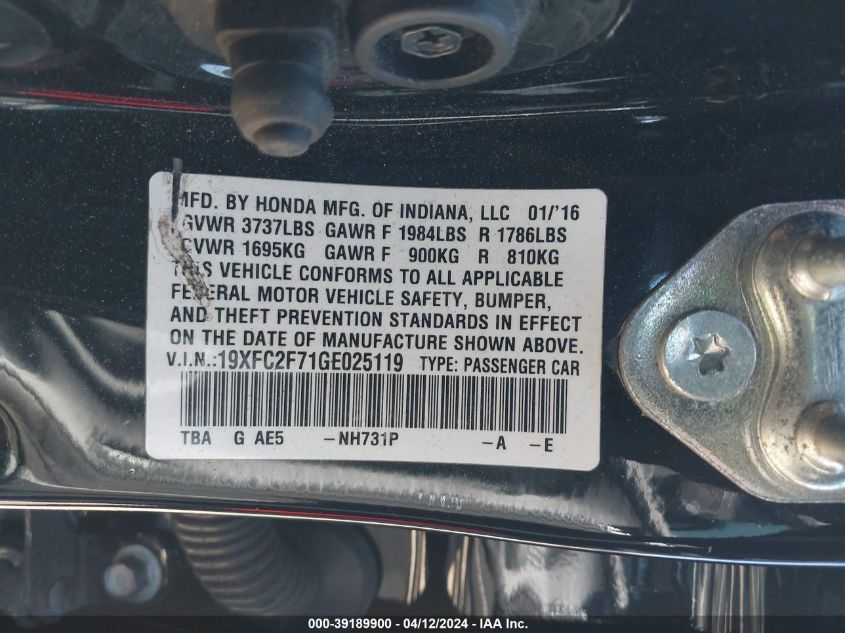 MFD. BY HONDA MFG. OF INDIANA, LLC 01/'16
GVWR 3737LBS GAWR F 1984LBS R 1786LBS
GVWR 1695KG GAWR F 900KG R 810KG
THIS VEHICLE CONFORMS TO ALL APPLICABLE
FEDERAL MOTOR VEHICLE SAFETY, BUMPER,
AND THEFT PREVENTION STANDARDS IN EFFECT
ON THE DATE OF MANUFACTURE SHOWN ABOVE.
V.I.N.:19XFC2F71GE025119 TYPE: PASSENGER CAR
TBA G AE5 -NH731P -A -E
000-39189900 - 04/12/2024 - IAA Inc.